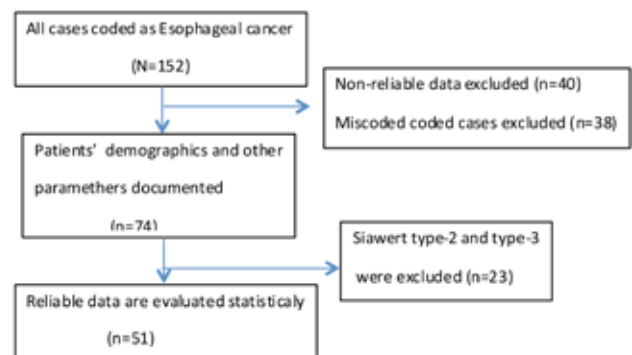 All cases coded as Esophageal cancer
(N=152)
Non-reliable data excluded (n=40)
Miscoded coded cases excluded (n=38)
Patients' demographics and other
paramethers documented
(n=74)
Siawert type-2 and type-3
were excluded (n=23)
Reliable data are evaluated statisticaly
(n=51)